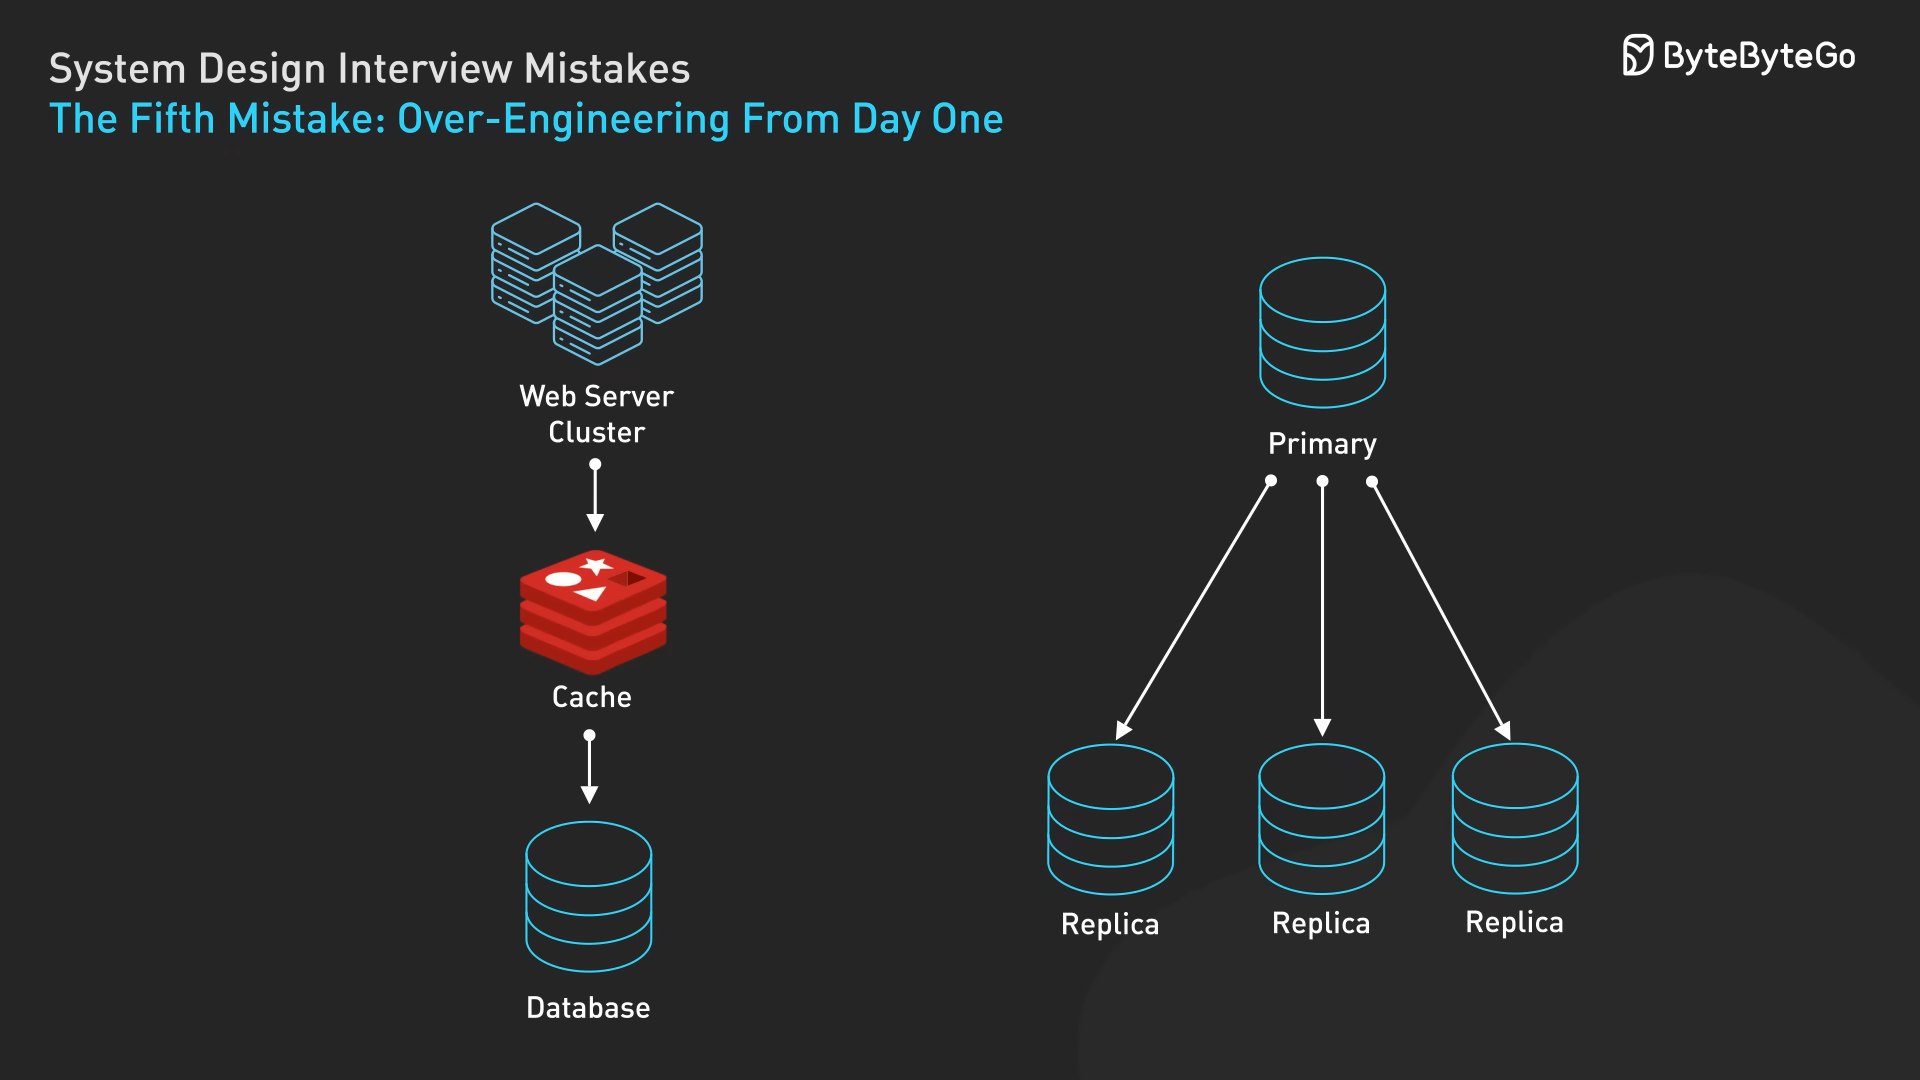 System Design Interview Mistakes
The Fifth Mistake: Over-Engineering From Day One
ByteByteGo
Web Server
Cluster
Cache
Database
Primary
Replica
Replica
Replica